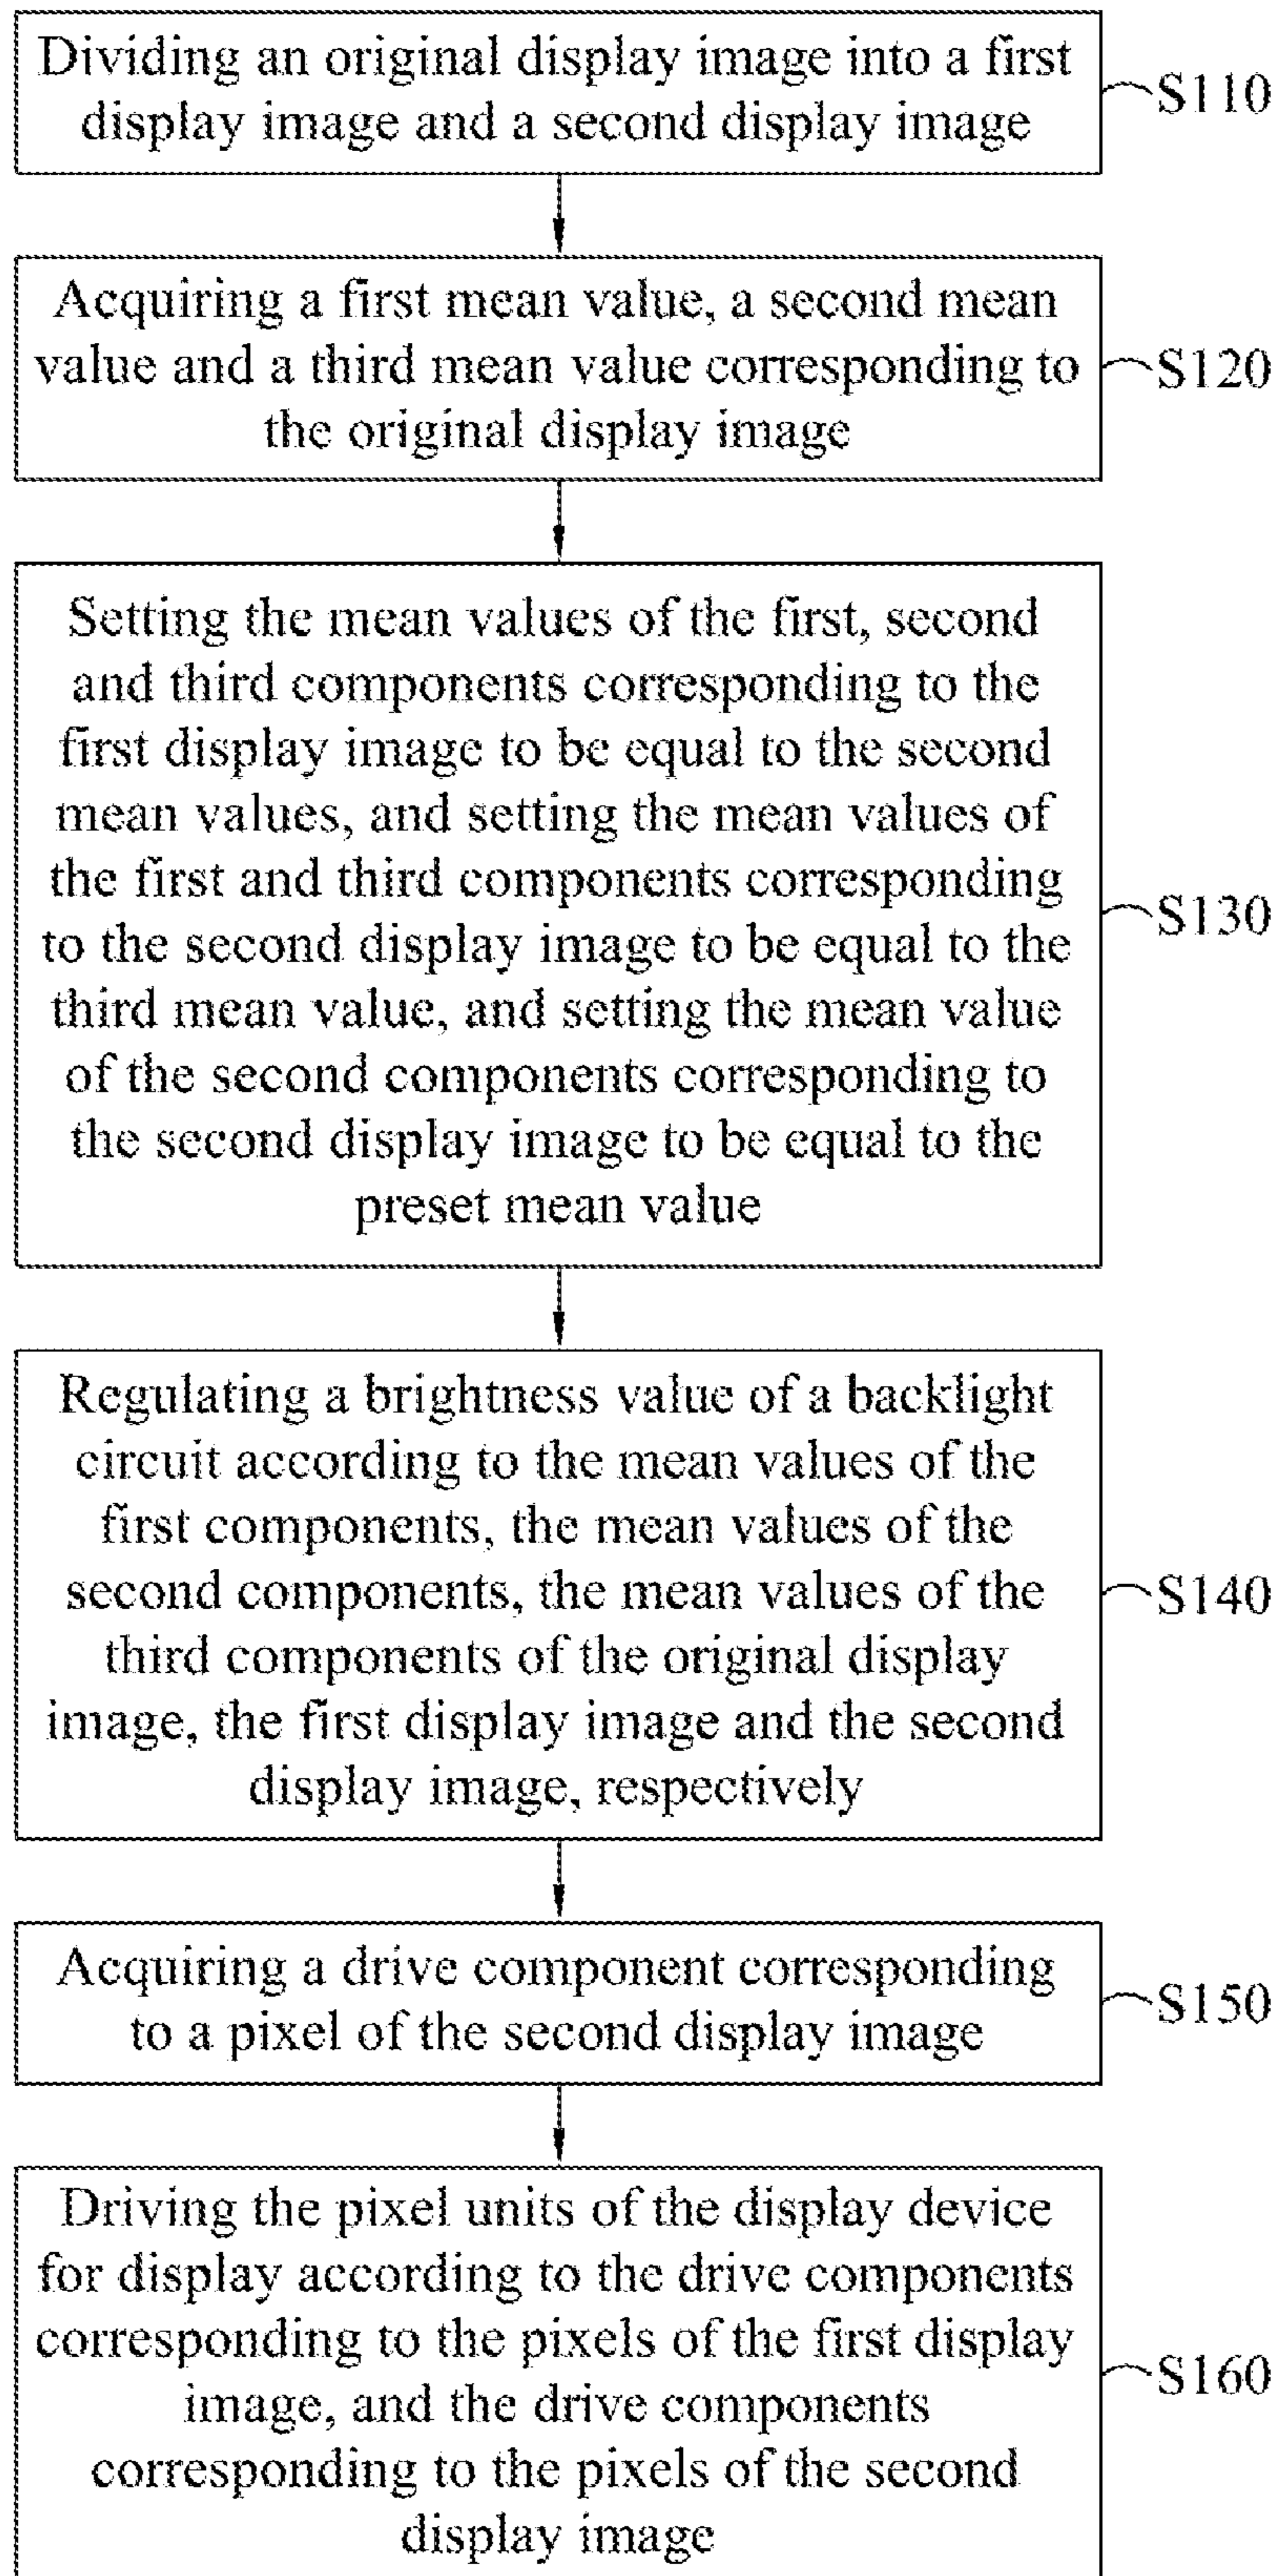 Dividing an original display image into a first
display image and a second display image
S110
Acquiring a first mean value, a second mean
value and a third mean value corresponding to
the original display image
S120
Setting the mean values of the first, second
and third components corresponding to the
first display image to be equal to the second
mean values, and setting the mean values of
the first and third components corresponding
to the second display image to be equal to the
third mean value, and setting the mean value
of the second components corresponding to
the second display image to be equal to the
preset mean value
S130
Regulating a brightness value of a backlight
circuit according to the mean values of the
first components, the mean values of the
second components, the mean values of the
third components of the original display
image, the first display image and the second
display image, respectively
S140
Acquiring a drive component corresponding
to a pixel of the second display image
S150
Driving the pixel units of the display device
for display according to the drive components
corresponding to the pixels of the first display
image, and the drive components
corresponding to the pixels of the second
display image
S160